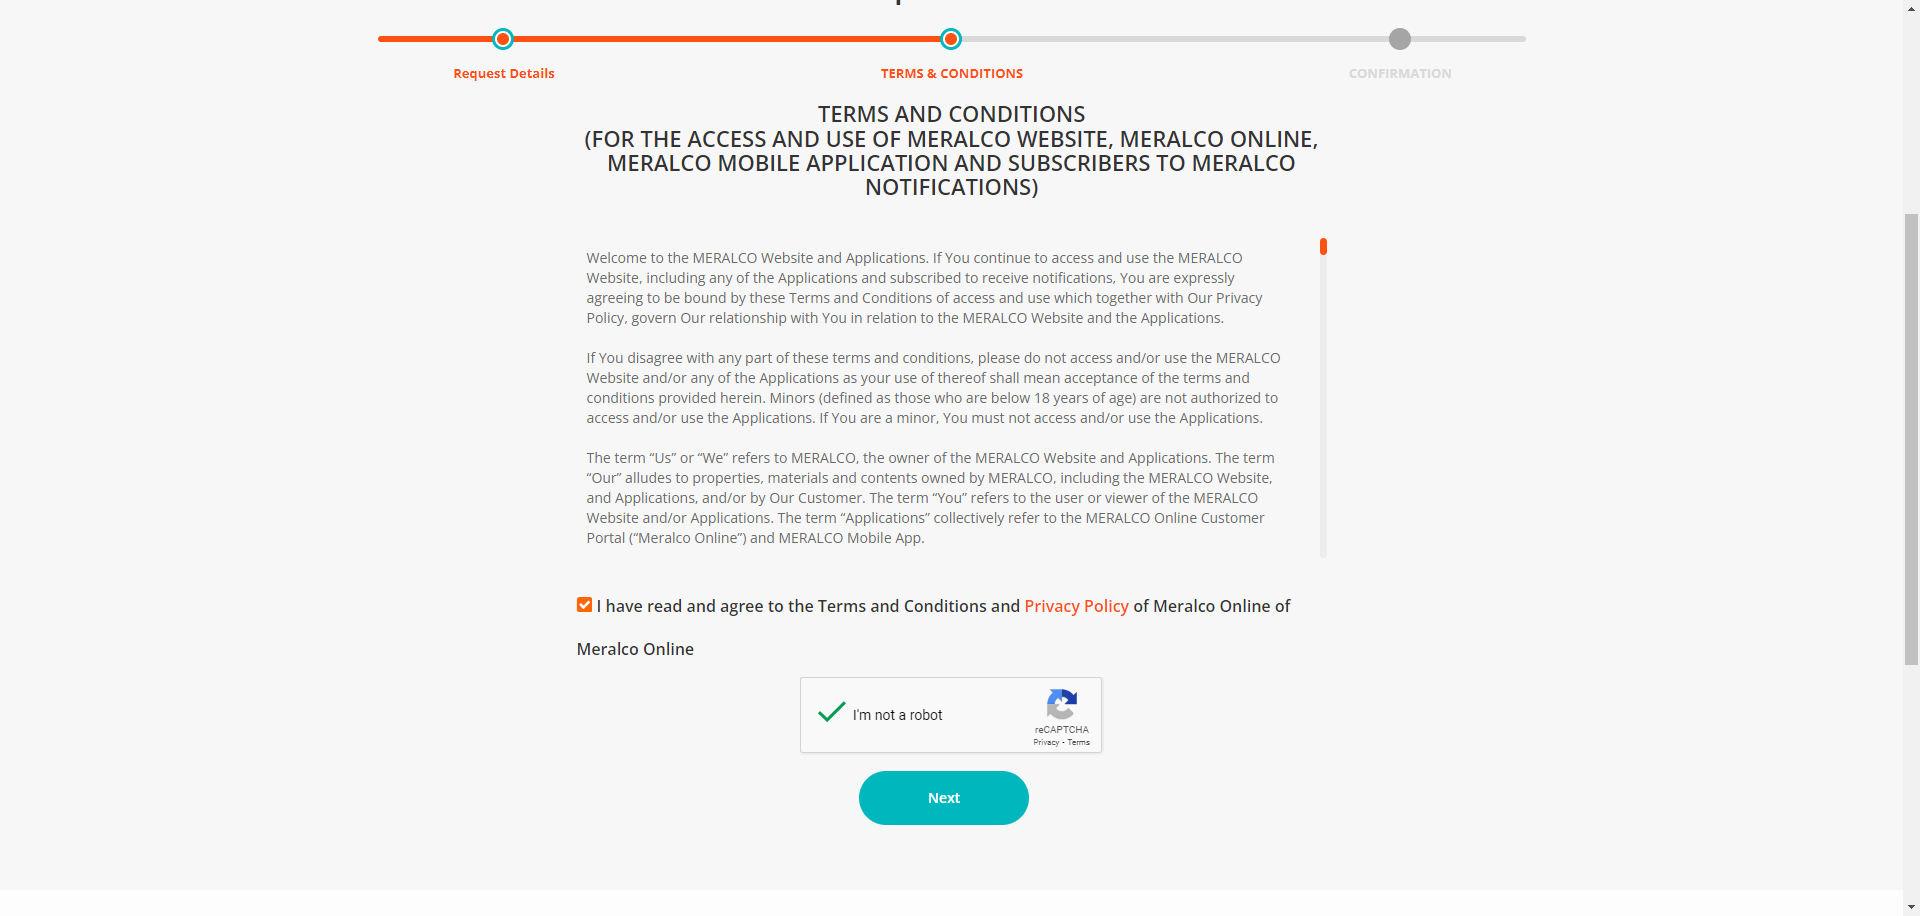 Request Details
TERMS & CONDITIONS
CONFIRMATION
TERMS AND CONDITIONS
(FOR THE ACCESS AND USE OF MERALCO WEBSITE, MERALCO ONLINE,
MERALCO MOBILE APPLICATION AND SUBSCRIBERS TO MERALCO
NOTIFICATIONS)
Welcome to the MERALCO Website and Applications. If You continue to access and use the MERALCO
Website, including any of the Applications and subscribed to receive notifications, You are expressly
agreeing to be bound by these Terms and Conditions of access and use which together with Our Privacy
Policy, govern Our relationship with You in relation to the MERALCO Website and the Applications.
If You disagree with any part of these terms and conditions, please do not access and/or use the MERALCO
Website and/or any of the Applications as your use of thereof shall mean acceptance of the terms and
conditions provided herein. Minors (defined as those who are below 18 years of age) are not authorized to
access and/or use the Applications. If You are a minor, You must not access and/or use the Applications.
The term “Us” or “We” refers to MERALCO, the owner of the MERALCO Website and Applications. The term
“Our” alludes to properties, materials and contents owned by MERALCO, including the MERALCO Website,
and Applications, and/or by Our Customer. The term “You” refers to the user or viewer of the MERALCO
Website and/or Applications. The term “Applications” collectively refer to the MERALCO Online Customer
Portal (“Meralco Online”) and MERALCO Mobile App.
I have read and agree to the Terms and Conditions and Privacy Policy of Meralco Online of
Meralco Online
I'm not a robot
reCAPTCHA
Privacy - Terms
Next